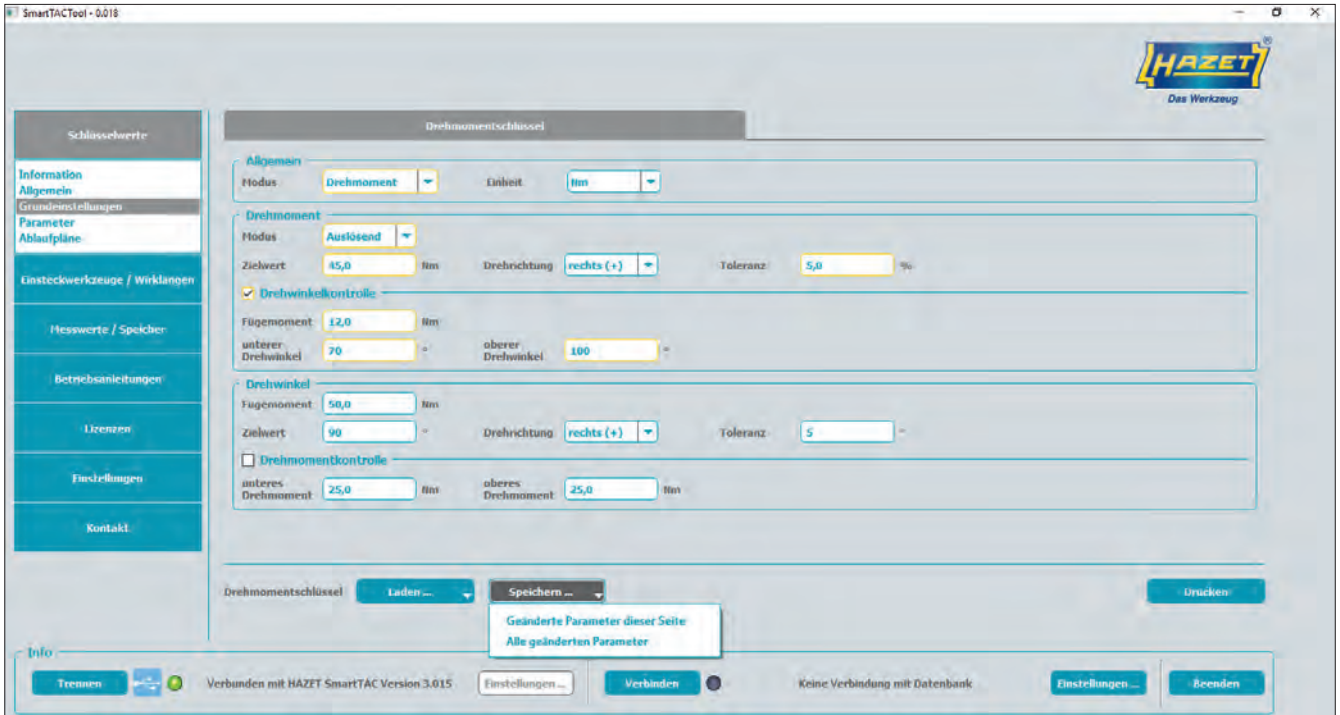 SmartTACTool - 0.018
HAZET®
Das Werkzeug
Schlüsselwerte
Drehmomentschlüssel
Information
Allgemein
Grundeinstellungen
Parameter
Ablaufpläne
Einsteckwerkzeuge / Wirklängen
Messwerte / Speicher
Betriebsanleitungen
Lizenzen
Einstellungen
Kontakt
Allgemein
Modus Drehmoment Einheit Nm
Drehmoment
Modus Auslösend
Zielwert 45,0 Nm Drehrichtung rechts (+) Toleranz 5,0 %
Drehwinkelkontrolle
Fügemoment 12,0 Nm
unterer Drehwinkel 70 ° oberer Drehwinkel 100 °
Drehwinkel
Fügemoment 50,0 Nm
Zielwert 90 ° Drehrichtung rechts (+) Toleranz 5 °
Drehmomentkontrolle
unteres Drehmoment 25,0 Nm oberes Drehmoment 25,0 Nm
Drehmomentschlüssel Laden ... Speichern ... Drucken
Geänderte Parameter dieser Seite
Alle geänderten Parameter
Info
Trennen Verbunden mit HAZET SmartTAC Version 3.015 Einstellungen ... Verbinden Keine Verbindung mit Datenbank Einstellungen ... Beenden